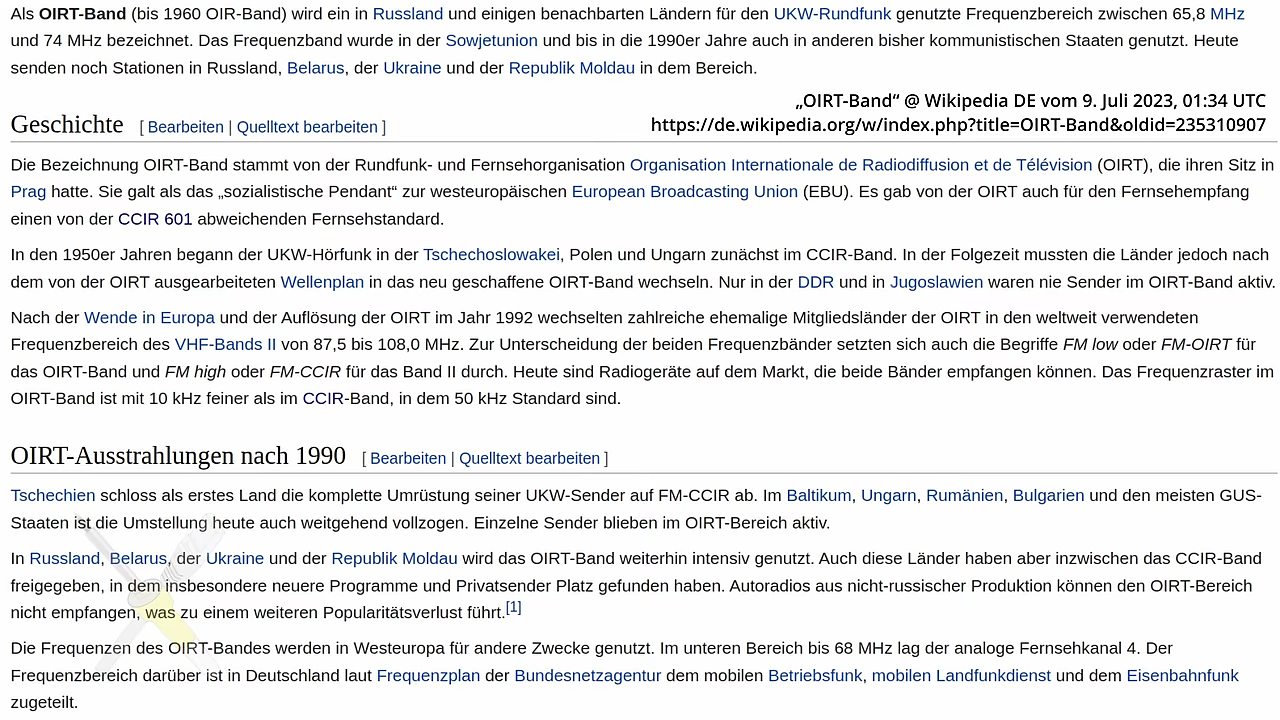 Als OIRT-Band (bis 1960 OIR-Band) wird ein in Russland und einigen benachbarten Ländern für den UKW-Rundfunk genutzte Frequenzbereich zwischen 65,8 MHz
und 74 MHz bezeichnet. Das Frequenzband wurde in der Sowjetunion und bis in die 1990er Jahre auch in anderen bisher kommunistischen Staaten genutzt. Heute
senden noch Stationen in Russland, Belarus, der Ukraine und der Republik Moldau in dem Bereich.
„OIRT-Band“ @ Wikipedia DE vom 9. Juli 2023, 01:34 UTC
https://de.wikipedia.org/w/index.php?title=OIRT-Band&oldid=235310907
Geschichte [ Bearbeiten | Quelltext bearbeiten ]
Die Bezeichnung OIRT-Band stammt von der Rundfunk- und Fernsehorganisation Organisation Internationale de Radiodiffusion et de Télévision (OIRT), die ihren Sitz in
Prag hatte. Sie galt als das „sozialistische Pendant“ zur westeuropäischen European Broadcasting Union (EBU). Es gab von der OIRT auch für den Fernsehempfang
einen von der CCIR 601 abweichenden Fernsehstandard.
In den 1950er Jahren begann der UKW-Hörfunk in der Tschechoslowakei, Polen und Ungarn zunächst im CCIR-Band. In der Folgezeit mussten die Länder jedoch nach
dem von der OIRT ausgearbeiteten Wellenplan in das neu geschaffene OIRT-Band wechseln. Nur in der DDR und in Jugoslawien waren nie Sender im OIRT-Band aktiv.
Nach der Wende in Europa und der Auflösung der OIRT im Jahr 1992 wechselten zahlreiche ehemalige Mitgliedsländer der OIRT in den weltweit verwendeten
Frequenzbereich des VHF-Bands II von 87,5 bis 108,0 MHz. Zur Unterscheidung der beiden Frequenzbänder setzten sich auch die Begriffe FM low oder FM-OIRT für
das OIRT-Band und FM high oder FM-CCIR für das Band II durch. Heute sind Radiogeräte auf dem Markt, die beide Bänder empfangen können. Das Frequenzraster im
OIRT-Band ist mit 10 kHz feiner als im CCIR-Band, in dem 50 kHz Standard sind.
OIRT-Ausstrahlungen nach 1990 [ Bearbeiten | Quelltext bearbeiten ]
Tschechien schloss als erstes Land die komplette Umrüstung seiner UKW-Sender auf FM-CCIR ab. Im Baltikum, Ungarn, Rumänien, Bulgarien und den meisten GUS-
Staaten ist die Umstellung heute auch weitgehend vollzogen. Einzelne Sender blieben im OIRT-Bereich aktiv.
In Russland, Belarus, der Ukraine und der Republik Moldau wird das OIRT-Band weiterhin intensiv genutzt. Auch diese Länder haben aber inzwischen das CCIR-Band
freigegeben, in dem insbesondere neuere Programme und Privatsender Platz gefunden haben. Autoradios aus nicht-russischer Produktion können den OIRT-Bereich
nicht empfangen, was zu einem weiteren Popularitätsverlust führt.[1]
Die Frequenzen des OIRT-Bandes werden in Westeuropa für andere Zwecke genutzt. Im unteren Bereich bis 68 MHz lag der analoge Fernsehkanal 4. Der
Frequenzbereich darüber ist in Deutschland laut Frequenzplan der Bundesnetzagentur dem mobilen Betriebsfunk, mobilen Landfunkdienst und dem Eisenbahnfunk
zugeteilt.